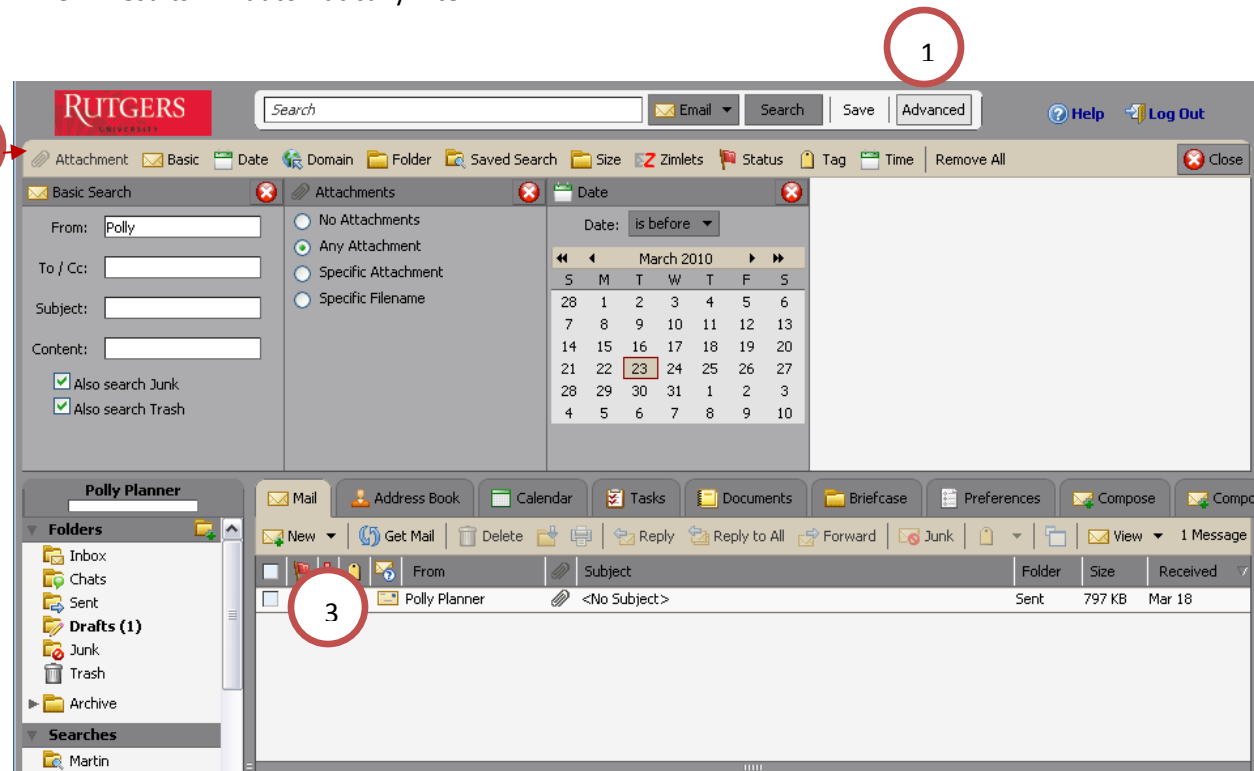 1
RUTGERS
UNIVERSITY
Search
Email
Search
Save
Advanced
Help
Log Out
Attachment
Basic
Date
Domain
Folder
Saved Search
Size
Zimlets
Status
Tag
Time
Remove All
Close
Basic Search
From: Polly
To / Cc:
Subject:
Content:
Also search Junk
Also search Trash
Attachments
No Attachments
Any Attachment
Specific Attachment
Specific Filename
Date
Date: is before
March 2010
S M T W T F S
28 1 2 3 4 5 6
7 8 9 10 11 12 13
14 15 16 17 18 19 20
21 22 23 24 25 26 27
28 29 30 31 1 2 3
4 5 6 7 8 9 10
Polly Planner
Folders
Inbox
Chats
Sent
Drafts (1)
Junk
Trash
Archive
Searches
Martin
Mail
Address Book
Calendar
Tasks
Documents
Briefcase
Preferences
Compose
Compo
New
Get Mail
Delete
Reply
Reply to All
Forward
Junk
View
1 Message
From
Subject
Folder
Size
Received
3
Polly Planner
<No Subject>
Sent
797 KB
Mar 18